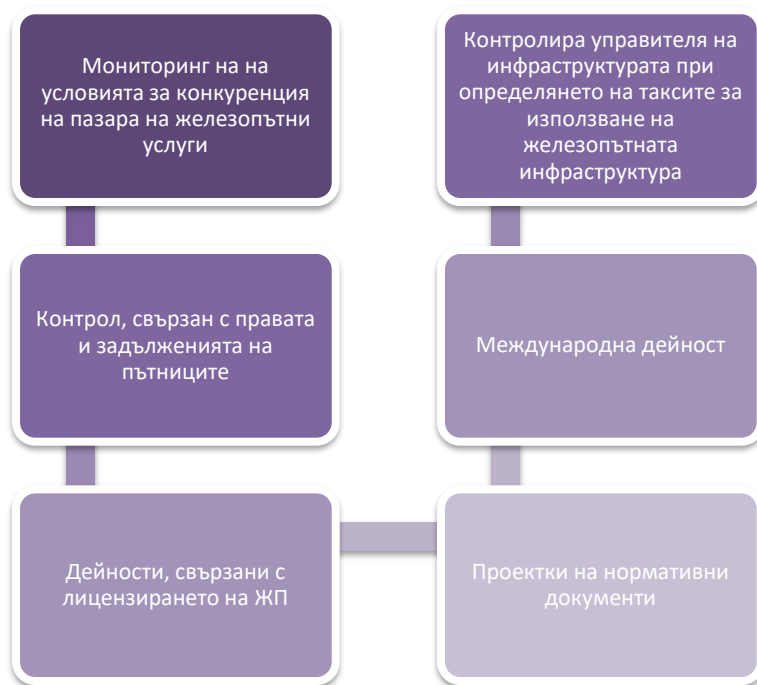 Мониторинг на на
условията за конкуренция
на пазара на железопътни
услуги
Контрол, свързан с правата
и задълженията на
пътниците
Дейности, свързани с
лицензирането на ЖП
Проектки на нормативни
документи
Международна дейност
Контролира управителя на
инфраструктурата при
определянето на таксите за
използване на
железопътната
инфраструктура